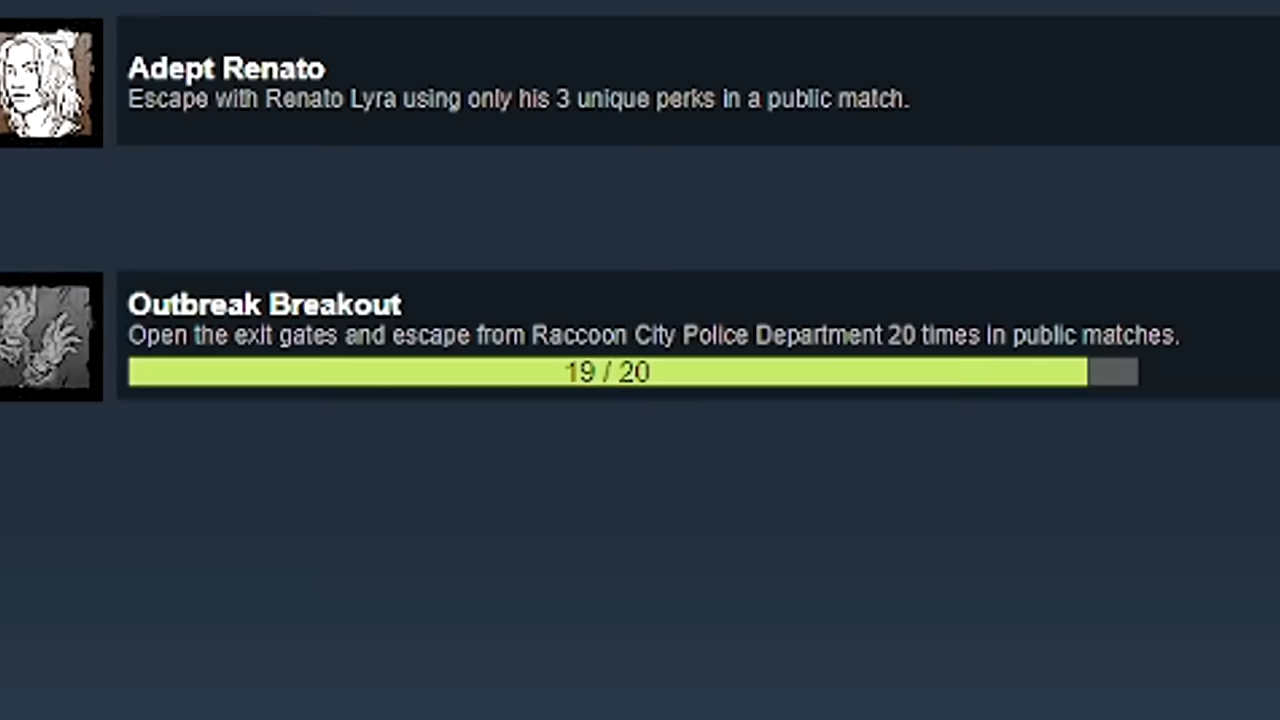 Adept Renato
Escape with Renato Lyra using only his 3 unique perks in a public match.
Outbreak Breakout
Open the exit gates and escape from Raccoon City Police Department 20 times in public matches.
19 / 20